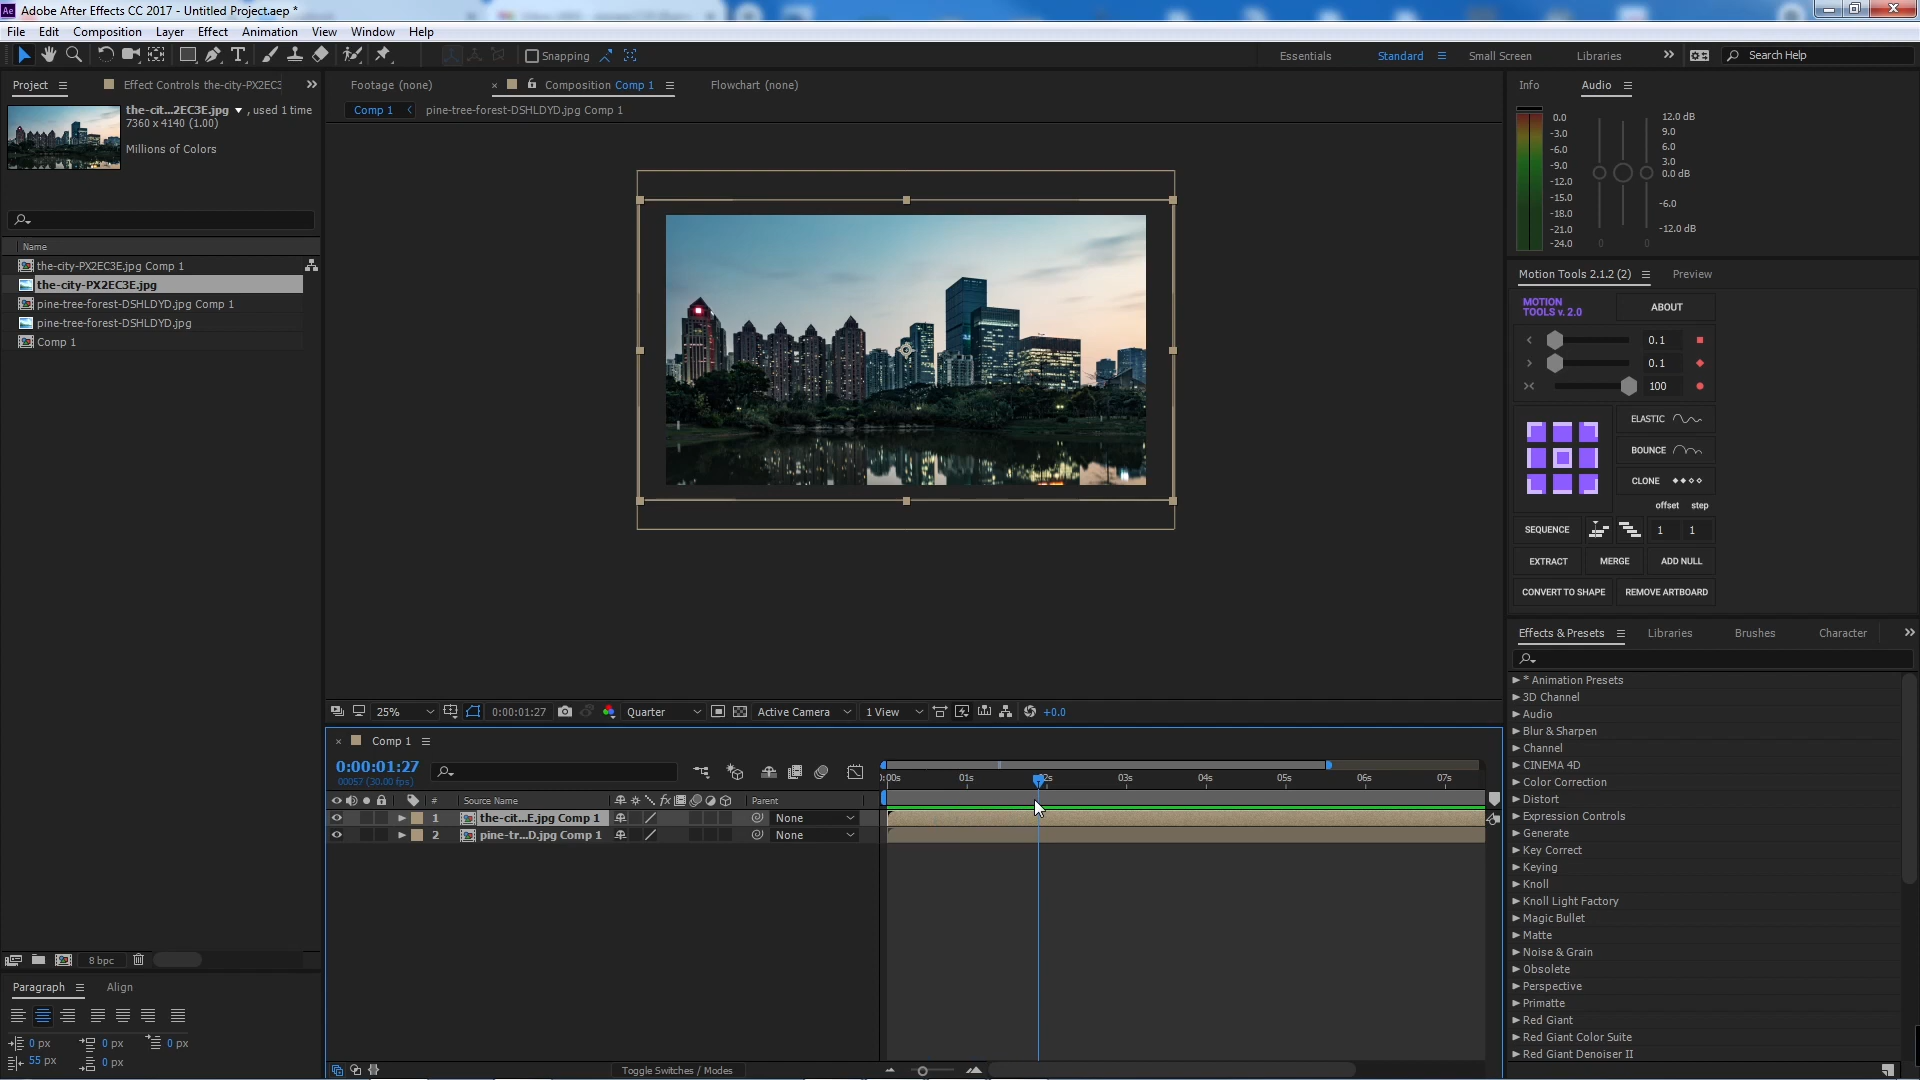 Ae Adobe After Effects CC 2017 - Untitled Project.aep *
File Edit Composition Layer Effect Animation View Window Help
Snapping
Essentials Standard Small Screen Libraries Search Help
Project Effect Controls the-city-PX2EC3
the-cit...2EC3E.jpg , used 1 time
7360 x 4140 (1.00)
Millions of Colors
Name
the-city-PX2EC3E.jpg Comp 1
the-city-PX2EC3E.jpg
pine-tree-forest-DSHLDYD.jpg Comp 1
pine-tree-forest-DSHLDYD.jpg
Comp 1
8 bpc
Paragraph Align
0 px 0 px 0 px
55 px 0 px
Footage (none) Composition Comp 1 Flowchart (none)
Comp 1 pine-tree-forest-DSHLDYD.jpg Comp 1
25% 0:00:01:27 Quarter Active Camera 1 View +0.0
Comp 1
0:00:01:27
00057 (30.00 fps)
:00s 01s 2s 03s 04s 05s 06s 07s
# Source Name fx Parent
1 the-cit...E.jpg Comp 1 None
2 pine-tr...D.jpg Comp 1 None
Toggle Switches / Modes
Info Audio
0.0 12.0 dB
-3.0 9.0
-6.0 6.0
-9.0 3.0
-12.0 0.0 dB
-15.0
-18.0 -6.0
-21.0 -12.0 dB
-24.0 0 0
Motion Tools 2.1.2 (2) Preview
MOTION
TOOLS v. 2.0 ABOUT
0.1
0.1
100
ELASTIC
BOUNCE
CLONE
offset step
SEQUENCE 1 1
EXTRACT MERGE ADD NULL
CONVERT TO SHAPE REMOVE ARTBOARD
Effects & Presets Libraries Brushes Character
* Animation Presets
3D Channel
Audio
Blur & Sharpen
Channel
CINEMA 4D
Color Correction
Distort
Expression Controls
Generate
Key Correct
Keying
Knoll
Knoll Light Factory
Magic Bullet
Matte
Noise & Grain
Obsolete
Perspective
Primatte
Red Giant
Red Giant Color Suite
Red Giant Denoiser II